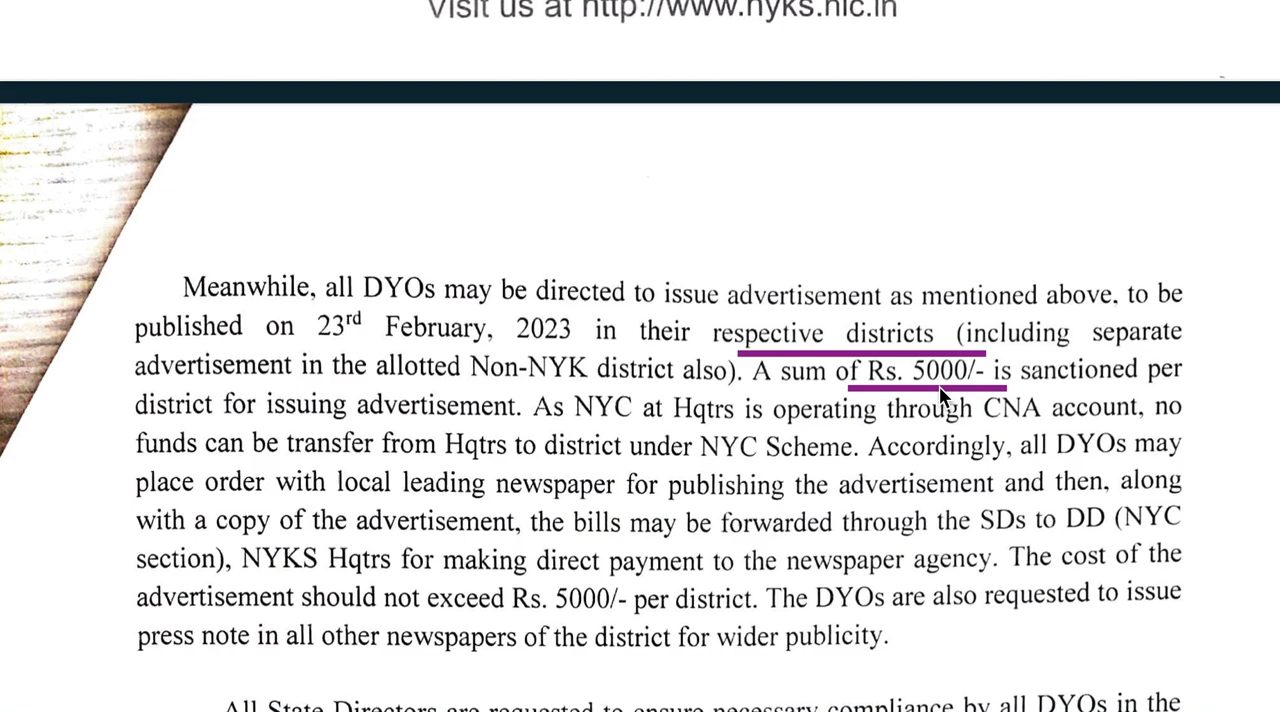 Visit us at http://www.nyks.nic.in
Meanwhile, all DYOs may be directed to issue advertisement as mentioned above. to be
published on 23rd February, 2023 in their respective districts (including separate
advertisement in the allotted Non-NYK district also). A sum of Rs. 5000/- is sanctioned per
district for issuing advertisement. As NYC at Hqtrs is operating through CNA account, no
funds can be transfer from Hqtrs to district under NYC Scheme. Accordingly, all DYOs may
place order with local leading newspaper for publishing the advertisement and then, along
with a copy of the advertisement, the bills may be forwarded through the SDs to DD (NYC
section), NYKS Hqtrs for making direct payment to the newspaper agency. The cost of the
advertisement should not exceed Rs. 5000/- per district. The DYOs are also requested to issue
press note in all other newspapers of the district for wider publicity.
All State Directors are requested to ensure necessary compliance by all DYOs in the